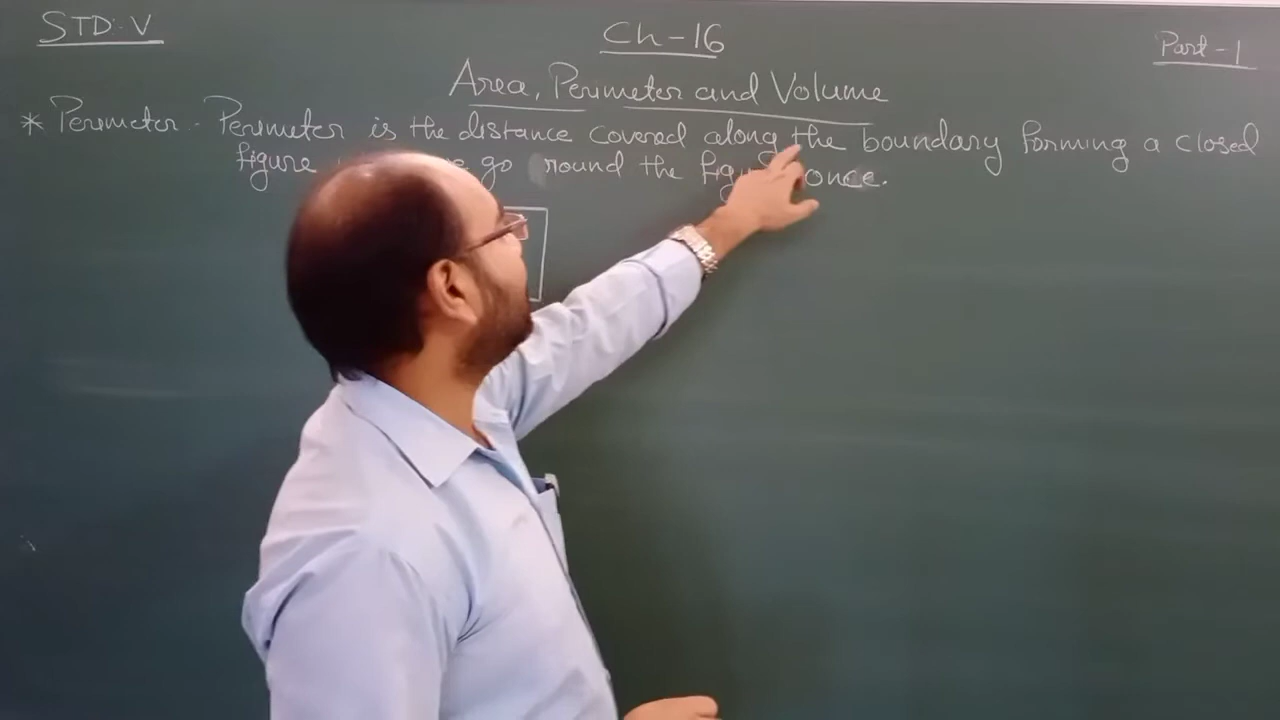 STD: V
Ch - 16
Part - 1
Area, Perimeter and Volume
* Perimeter - Perimeter is the distance covered along the boundary forming a closed
figure go round the once.